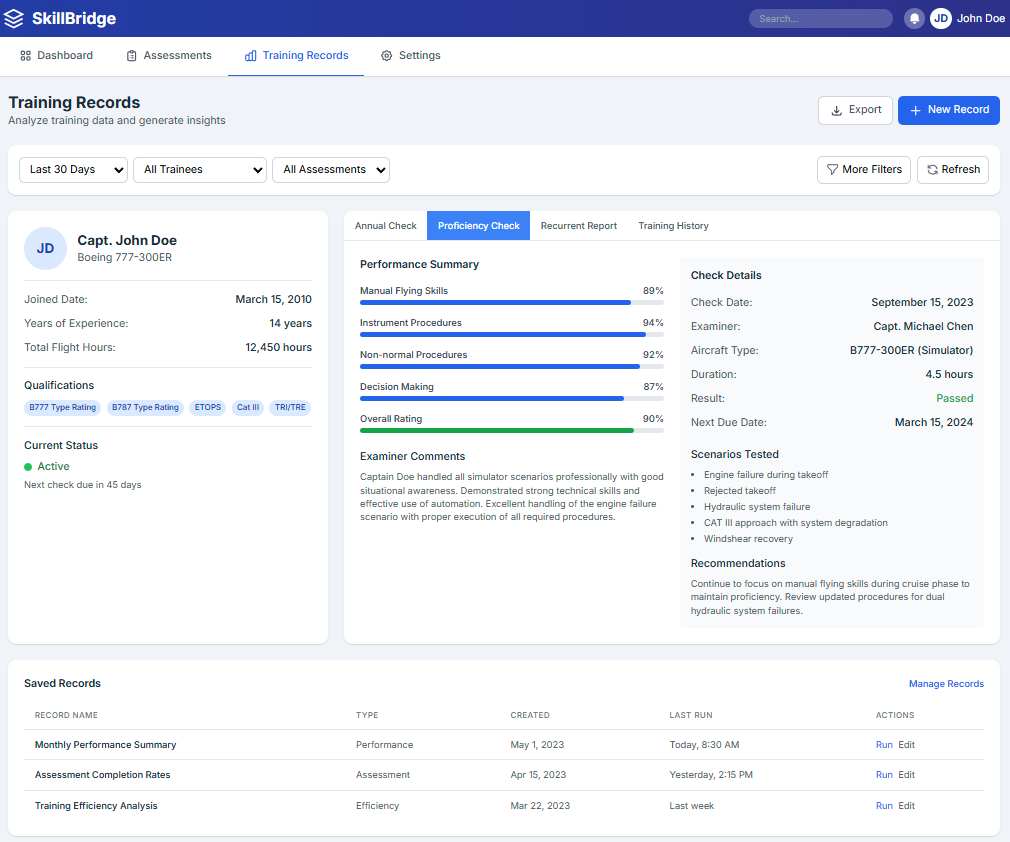 SkillBridge
Search...
JD
John Doe
Dashboard
Assessments
Training Records
Settings
Training Records
Analyze training data and generate insights
Export
New Record
Last 30 Days
All Trainees
All Assessments
More Filters
Refresh
JD
Capt. John Doe
Boeing 777-300ER
Joined Date: March 15, 2010
Years of Experience: 14 years
Total Flight Hours: 12,450 hours
Qualifications
B777 Type Rating
B787 Type Rating
ETOPS
Cat III
TRI/TRE
Current Status
Active
Next check due in 45 days
Annual Check
Proficiency Check
Recurrent Report
Training History
Performance Summary
Manual Flying Skills 89%
Instrument Procedures 94%
Non-normal Procedures 92%
Decision Making 87%
Overall Rating 90%
Examiner Comments
Captain Doe handled all simulator scenarios professionally with good
situational awareness. Demonstrated strong technical skills and
effective use of automation. Excellent handling of the engine failure
scenario with proper execution of all required procedures.
Check Details
Check Date: September 15, 2023
Examiner: Capt. Michael Chen
Aircraft Type: B777-300ER (Simulator)
Duration: 4.5 hours
Result: Passed
Next Due Date: March 15, 2024
Scenarios Tested
• Engine failure during takeoff
• Rejected takeoff
• Hydraulic system failure
• CAT III approach with system degradation
• Windshear recovery
Recommendations
Continue to focus on manual flying skills during cruise phase to
maintain proficiency. Review updated procedures for dual
hydraulic system failures.
Saved Records
Manage Records
RECORD NAME TYPE CREATED LAST RUN ACTIONS
Monthly Performance Summary Performance May 1, 2023 Today, 8:30 AM Run Edit
Assessment Completion Rates Assessment Apr 15, 2023 Yesterday, 2:15 PM Run Edit
Training Efficiency Analysis Efficiency Mar 22, 2023 Last week Run Edit